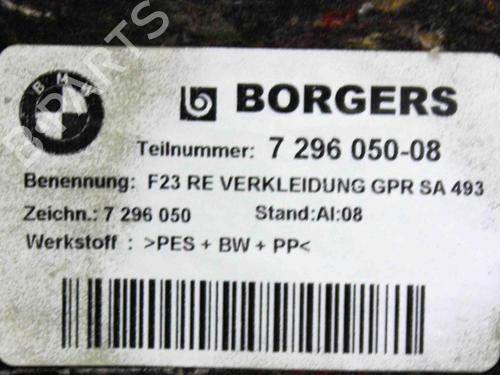 BMW
BORGERS
Teilnummer: 7 296 050-08
Benennung: F23 RE VERKLEIDUNG GPR SA 493
Zeichn.: 7 296 050 Stand:AI:08
Werkstoff : >PES + BW + PP<
B-PARTS